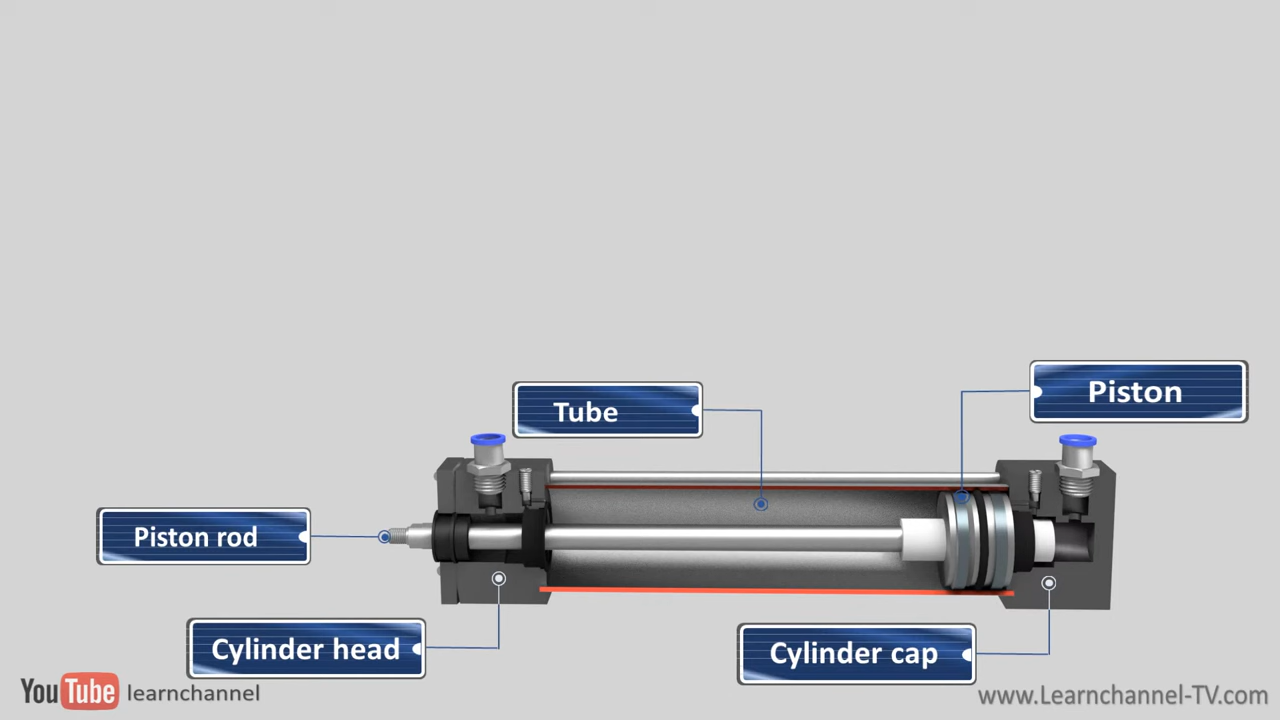 Piston
Tube
Piston rod
Cylinder head
Cylinder cap
YouTube learnchannel
www.Learnchannel-TV.com